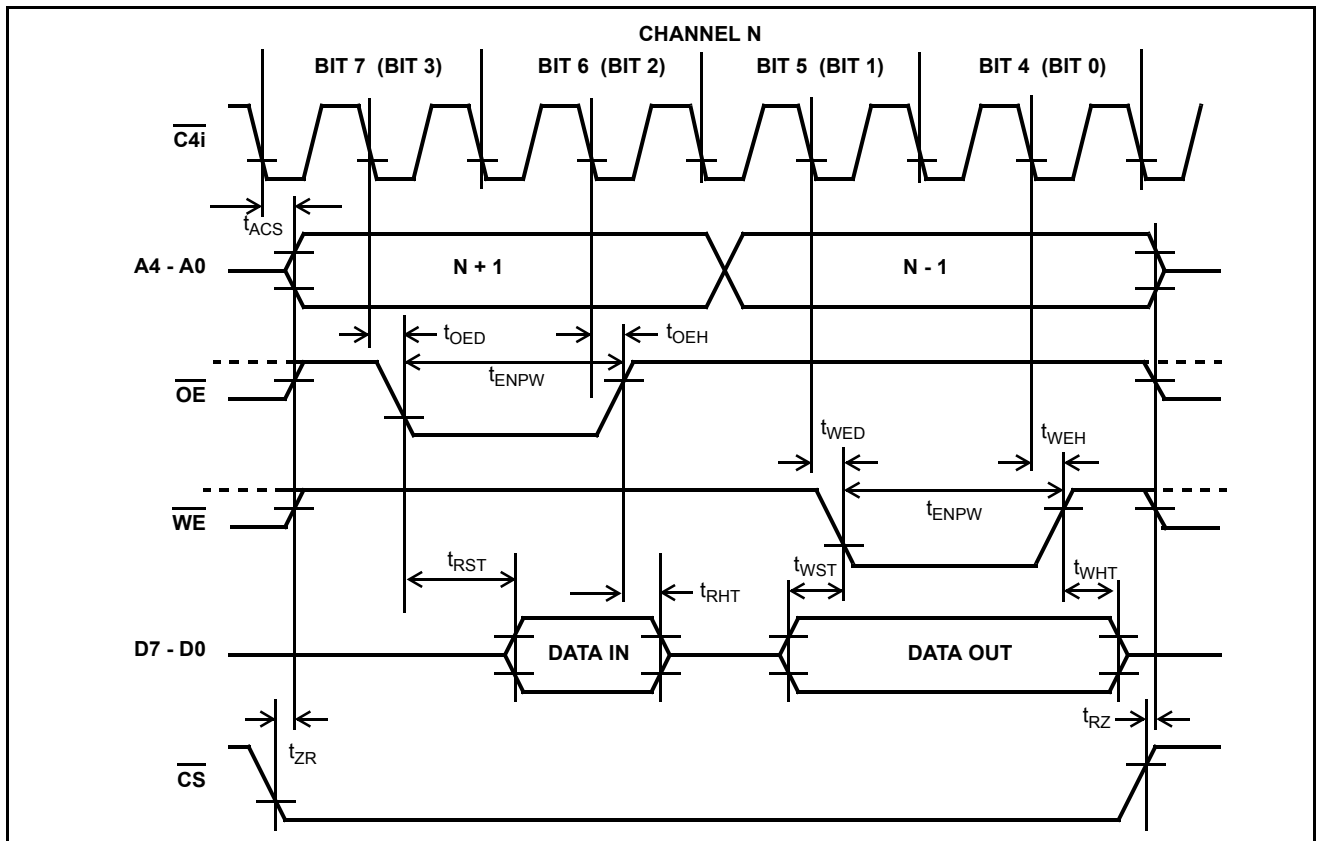 CHANNEL N
BIT 7 (BIT 3) BIT 6 (BIT 2) BIT 5 (BIT 1) BIT 4 (BIT 0)
C4i
tACS
A4 - A0 N + 1 N - 1
tOED tOEH
OE tENPW
tWED tWEH
WE tENPW
tRST tWST tWHT
tRHT
D7 - D0 DATA IN DATA OUT
tRZ
tZR
CS